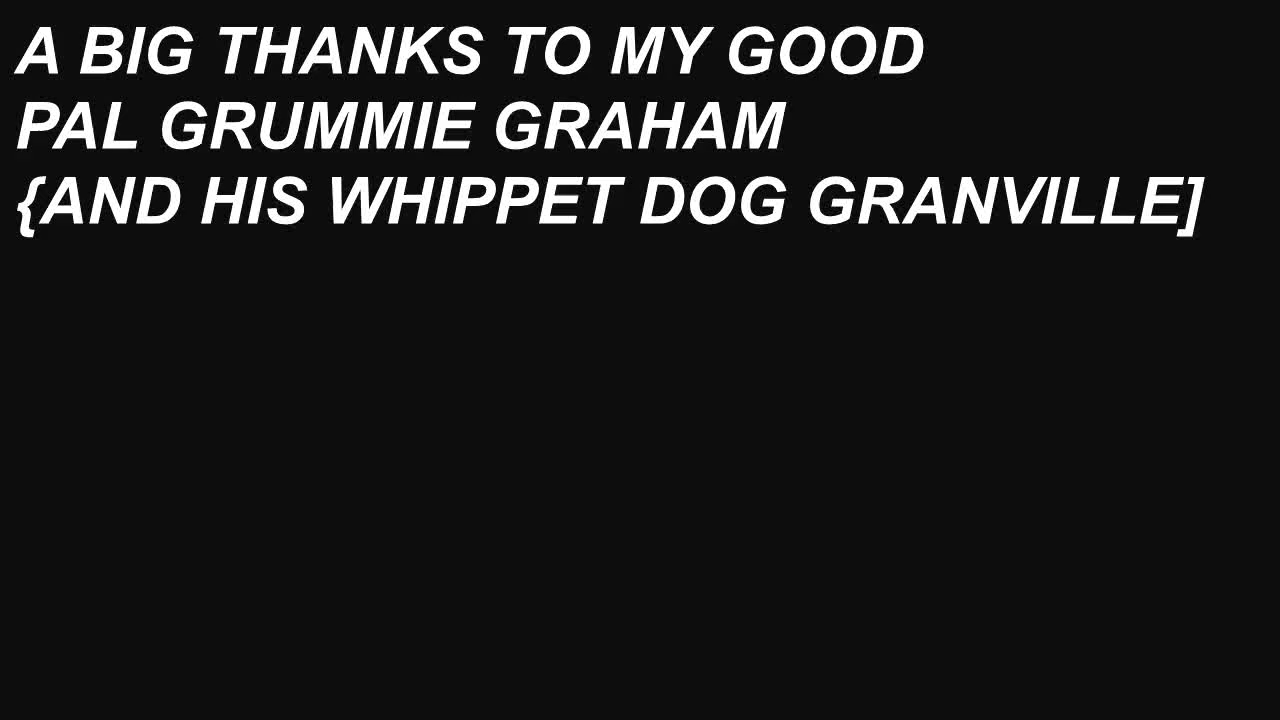 A BIG THANKS TO MY GOOD
PAL GRUMMIE GRAHAM
{AND HIS WHIPPET DOG GRANVILLE]